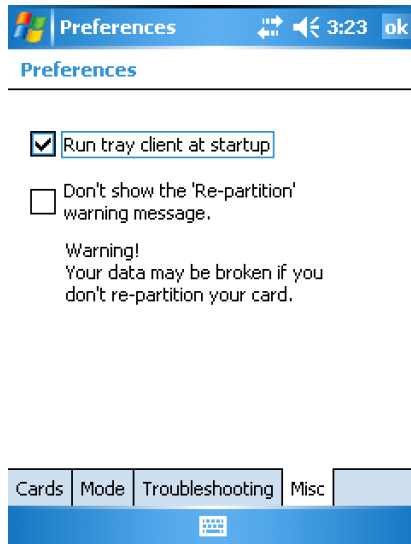 Preferences 3:23 ok
Preferences
Run tray client at startup
Don't show the 'Re-partition'
warning message.
Warning!
Your data may be broken if you
don't re-partition your card.
Cards Mode Troubleshooting Misc